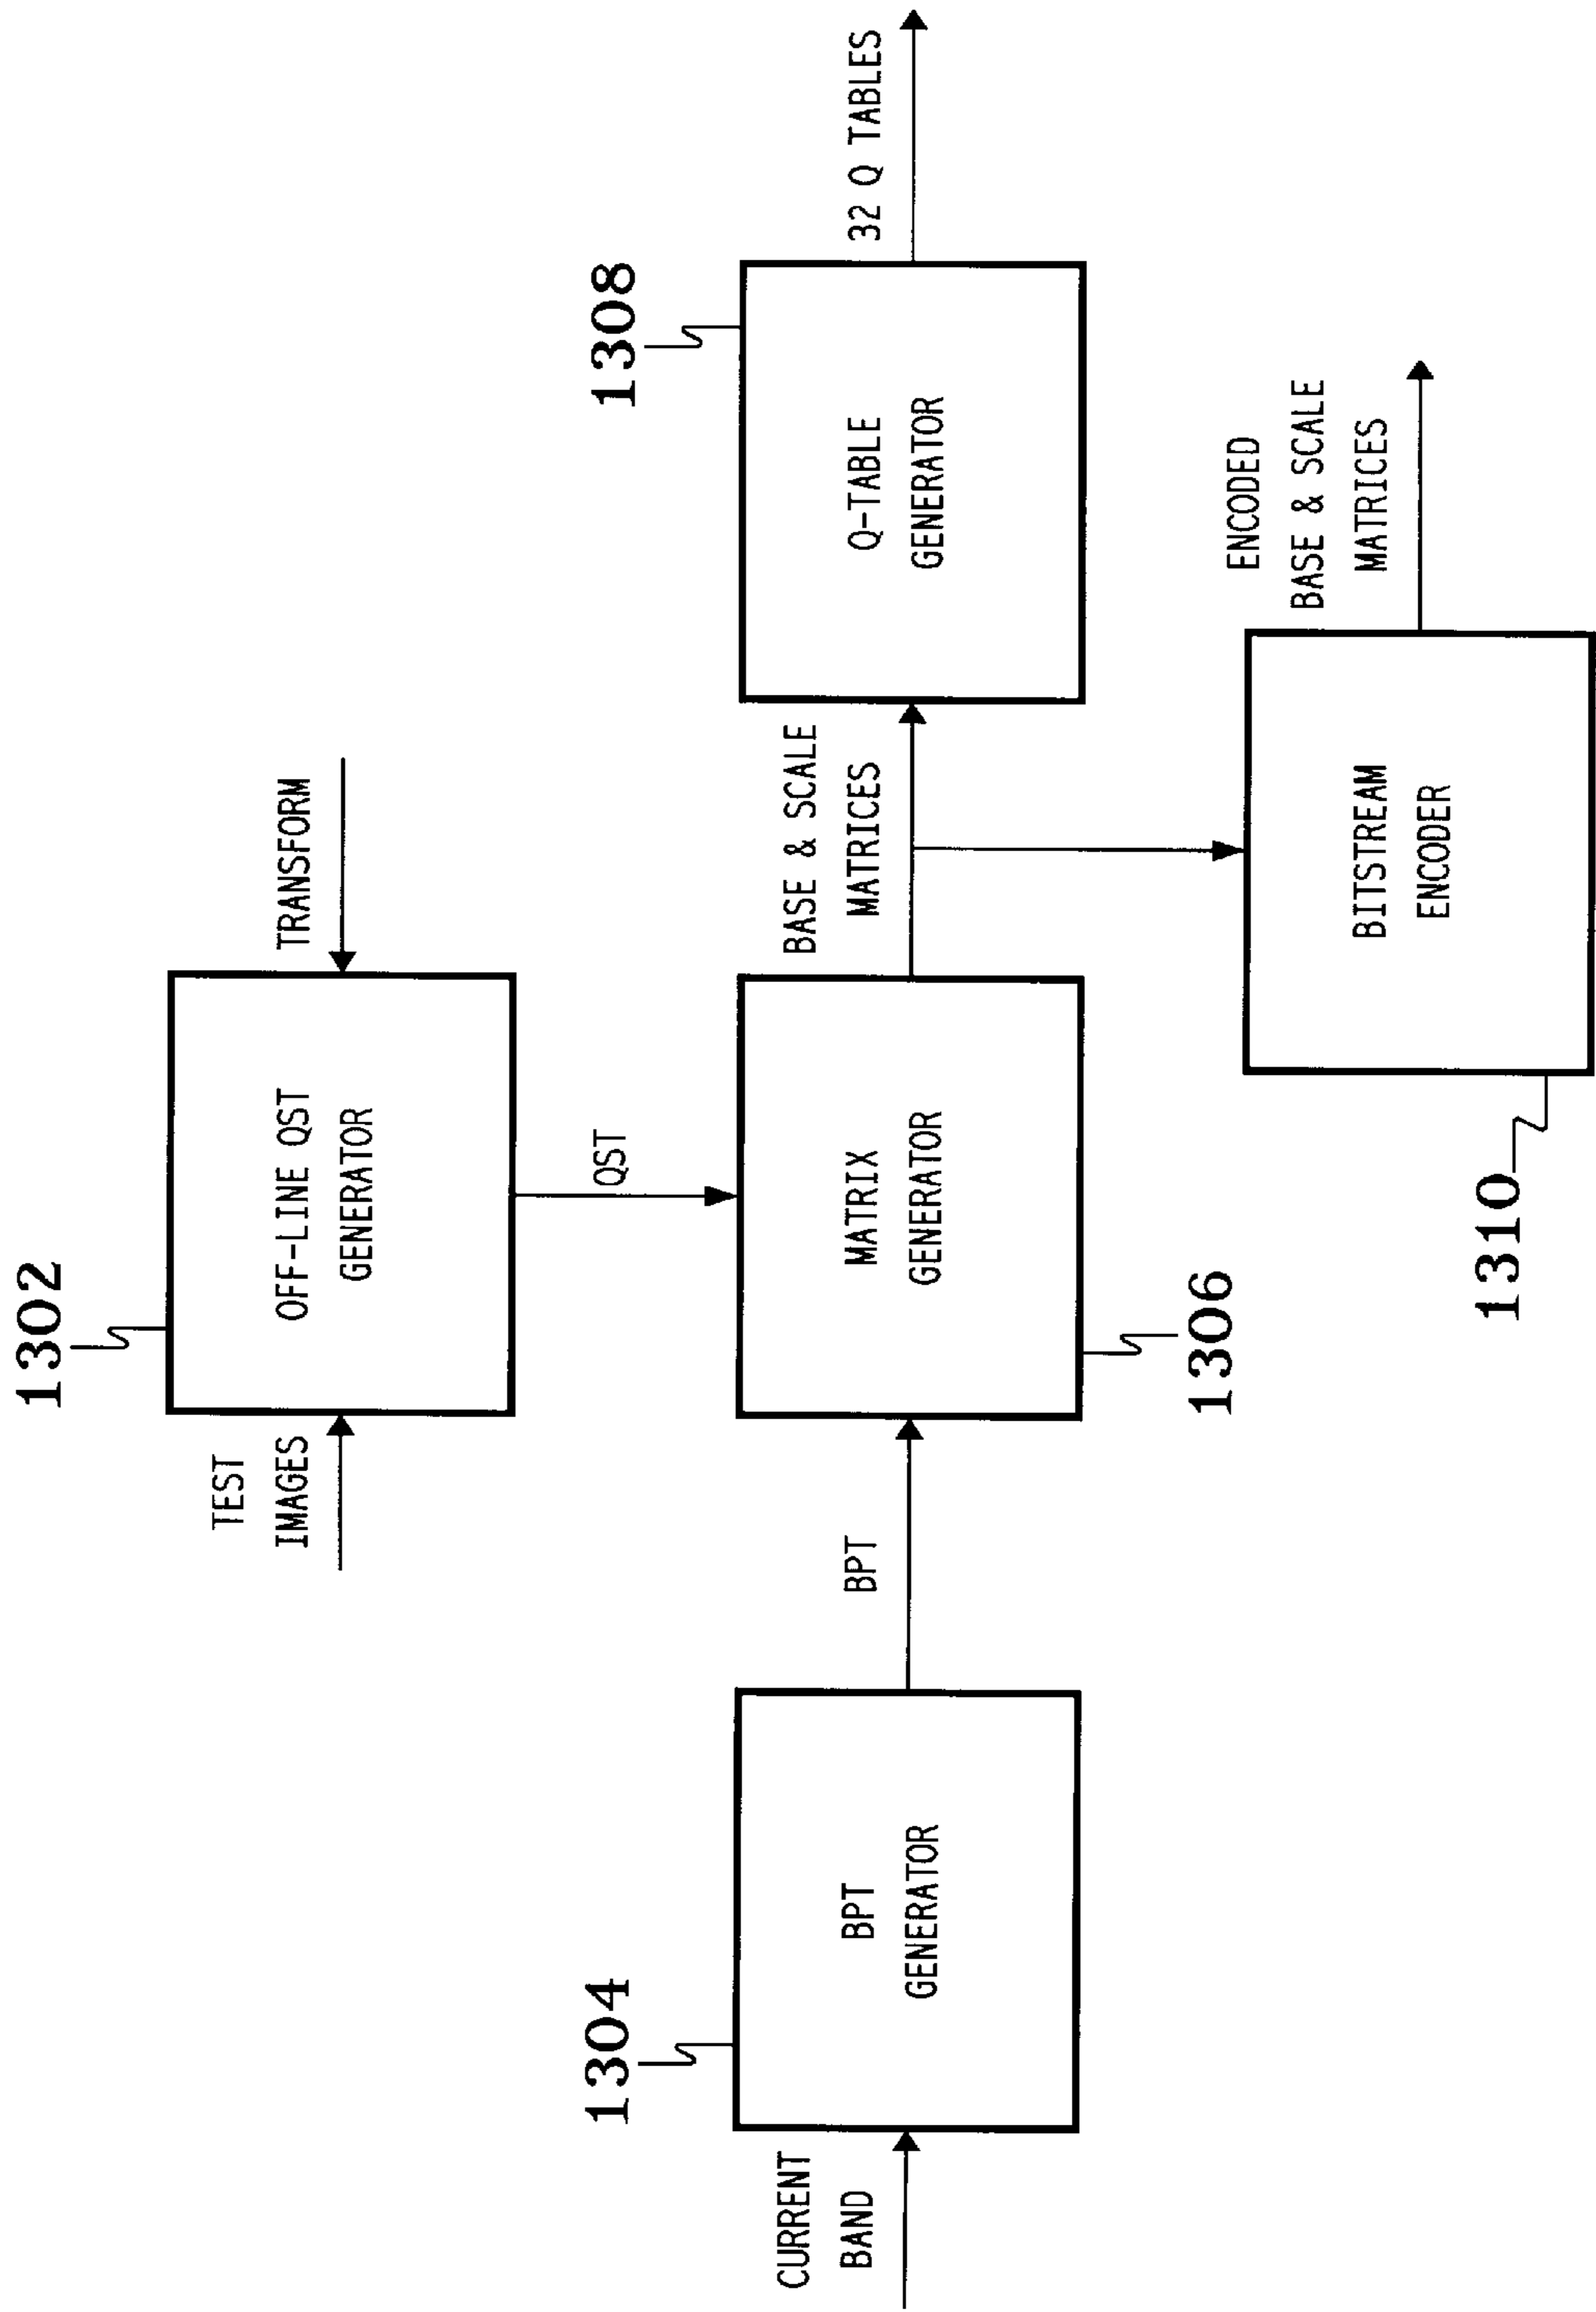 1302
TEST
IMAGES
OFF-LINE QST
GENERATOR
TRANSFORM
QST
1304
CURRENT
BAND
BPT
GENERATOR
BPT
MATRIX
GENERATOR
1306
BASE & SCALE
MATRICES
1308
Q-TABLE
GENERATOR
32 Q TABLES
BITSTREAM
ENCODER
1310
ENCODED
BASE & SCALE
MATRICES